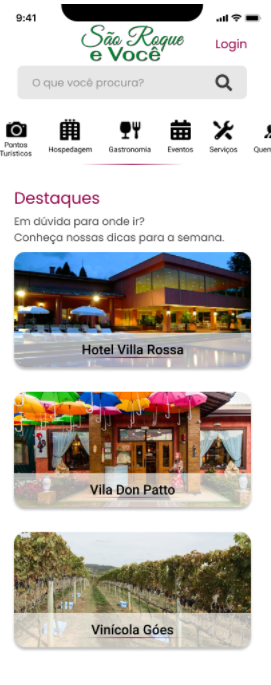 9:41
São Roque
e Você
Login
O que você procura?
Pontos
Turísticos
Hospedagem
Gastronomia
Eventos
Serviços
Quem
Destaques
Em dúvida para onde ir?
Conheça nossas dicas para a semana.
Hotel Villa Rossa
Vila Don Patto
Vinícola Góes